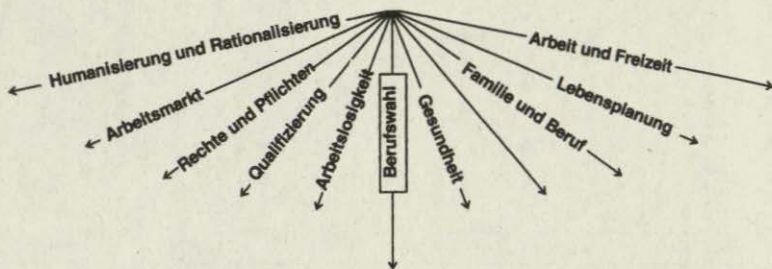 Humanisierung und Rationalisierung
Arbeitsmarkt
Rechte und Pflichten
Qualifizierung
Arbeitslosigkeit
Berufswahl
Gesundheit
Familie und Beruf
Lebensplanung
Arbeit und Freizeit